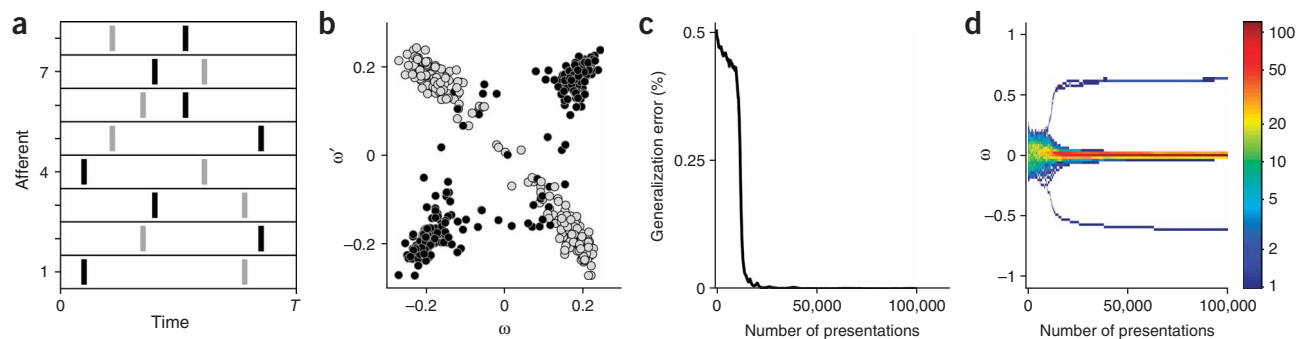 a
7
4
1
Afferent
0
T
Time
b
0.2
0
−0.2
ω′
−0.2
0
0.2
ω
c
0.5
0.25
0
Generalization error (%)
0
50,000
100,000
Number of presentations
d
1
0.5
0
−0.5
−1
ω
0
50,000
100,000
Number of presentations
100
50
20
10
5
2
1